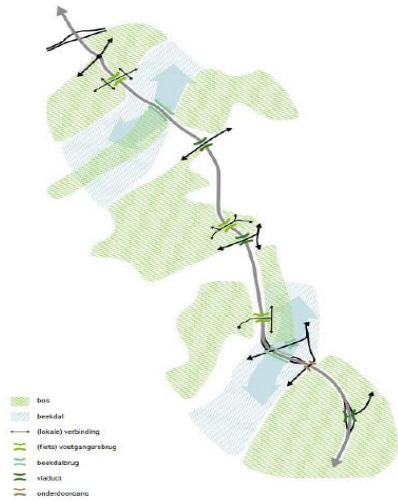 bos
beekdal
(lokale) verbinding
(fiets) voetgangersbrug
beekdalbrug
viaduct
onderdoorgang